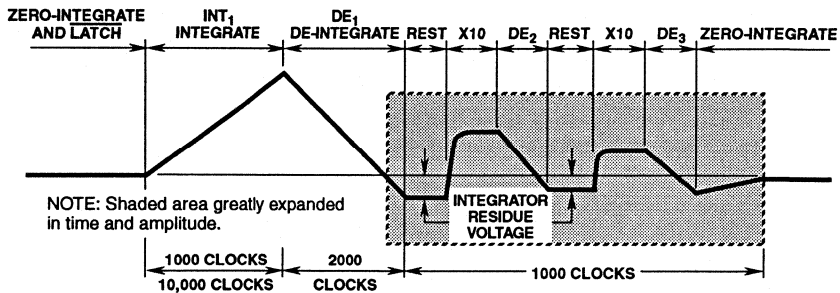 ZERO-INTEGRATE
AND LATCH
INT1
INTEGRATE
DE1
DE-INTEGRATE
REST
X10
DE2
REST
X10
DE3
ZERO-INTEGRATE
NOTE: Shaded area greatly expanded
in time and amplitude.
INTEGRATOR
RESIDUE
VOLTAGE
1000 CLOCKS
10,000 CLOCKS
2000
CLOCKS
1000 CLOCKS